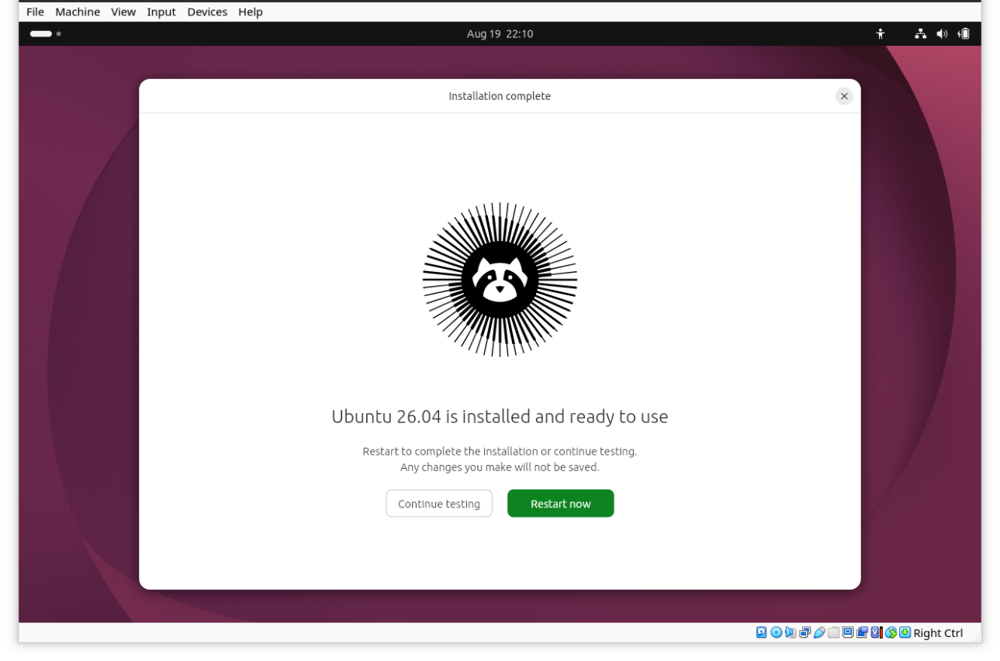 File Machine View Input Devices Help
Aug 19 22:10
Installation complete
Ubuntu 26.04 is installed and ready to use
Restart to complete the installation or continue testing.
Any changes you make will not be saved.
Continue testing
Restart now
Right Ctrl